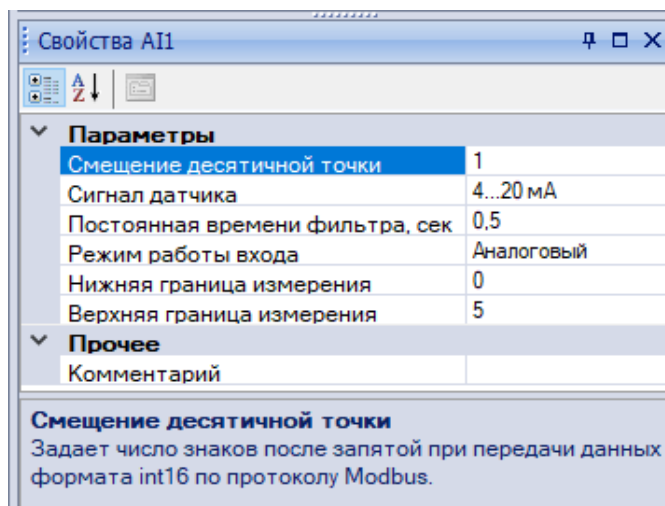 Свойства AI1
Параметры
Смещение десятичной точки 1
Сигнал датчика 4...20 мА
Постоянная времени фильтра, сек 0,5
Режим работы входа Аналоговый
Нижняя граница измерения 0
Верхняя граница измерения 5
Прочее
Комментарий
Смещение десятичной точки
Задает число знаков после запятой при передачи данных
формата int16 по протоколу Modbus.